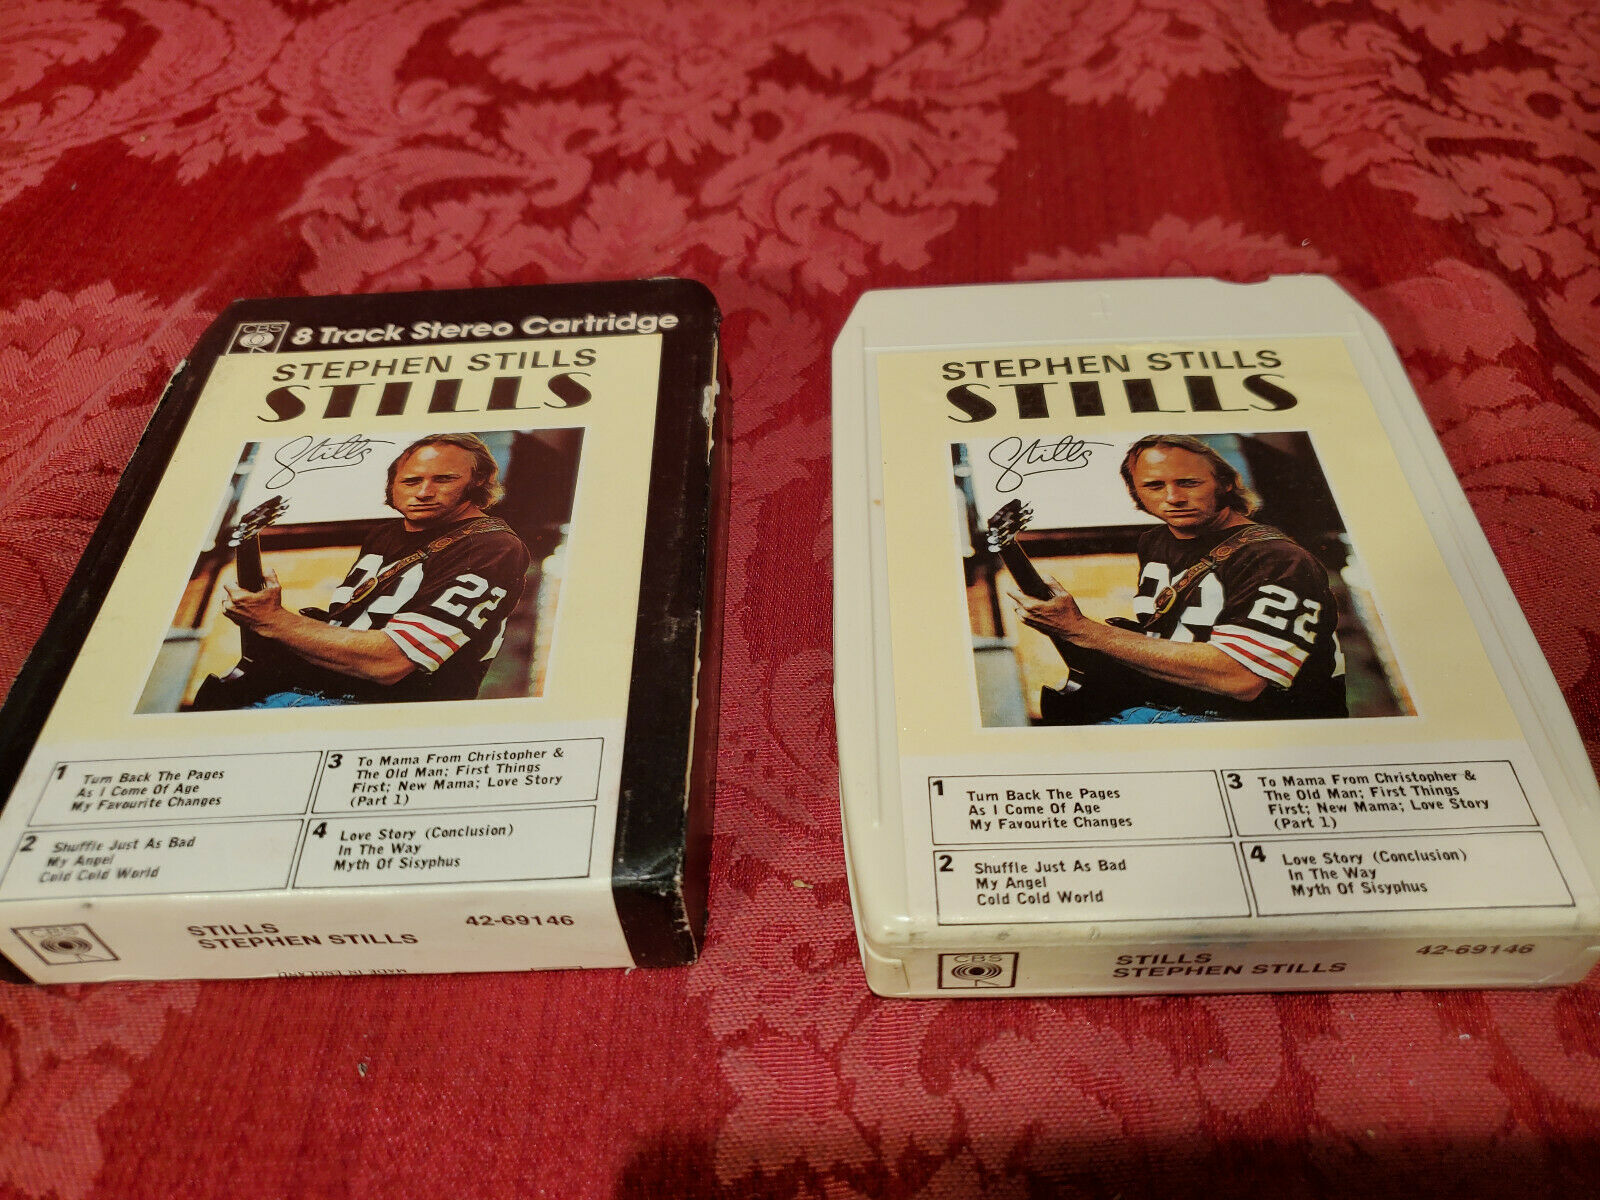 CBS
8 Track Stereo Cartridge
STEPHEN STILLS
STILLS
Stills
22
22
1
Turn Back The Pages
As I Come Of Age
My Favourite Changes
2
Shuffle Just As Bad
My Angel
Cold Cold World
3
To Mama From Christopher &
The Old Man; First Things
First; New Mama; Love Story
(Part 1)
4
Love Story (Conclusion)
In The Way
Myth Of Sisyphus
CBS
STILLS
STEPHEN STILLS
42-69146
MADE IN ENGLAND
STEPHEN STILLS
STILLS
Stills
22
22
1
Turn Back The Pages
As I Come Of Age
My Favourite Changes
2
Shuffle Just As Bad
My Angel
Cold Cold World
3
To Mama From Christopher &
The Old Man; First Things
First; New Mama; Love Story
(Part 1)
4
Love Story (Conclusion)
In The Way
Myth Of Sisyphus
CBS
STILLS
STEPHEN STILLS
42-69146